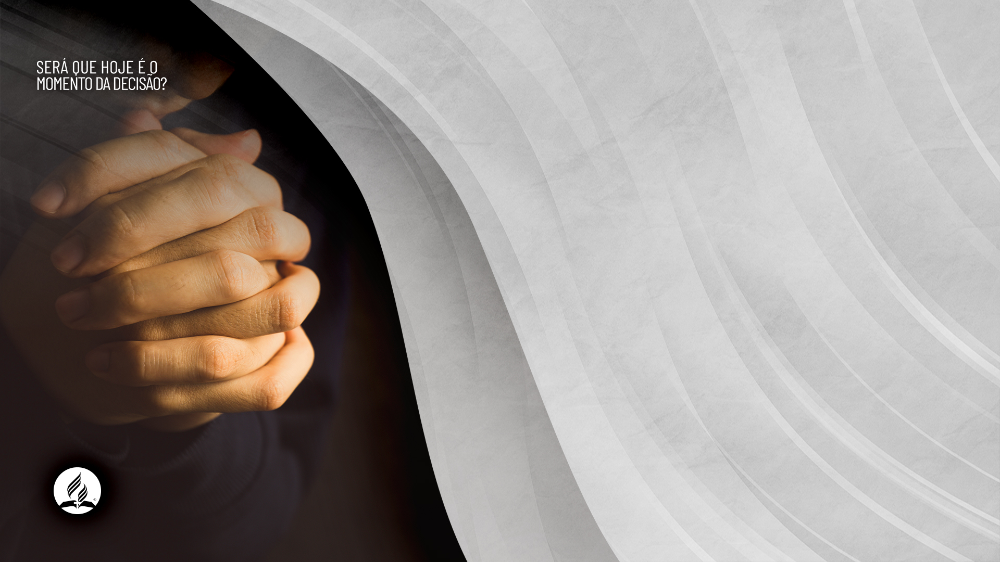 SERÁ QUE HOJE É O
MOMENTO DA DECISÃO?